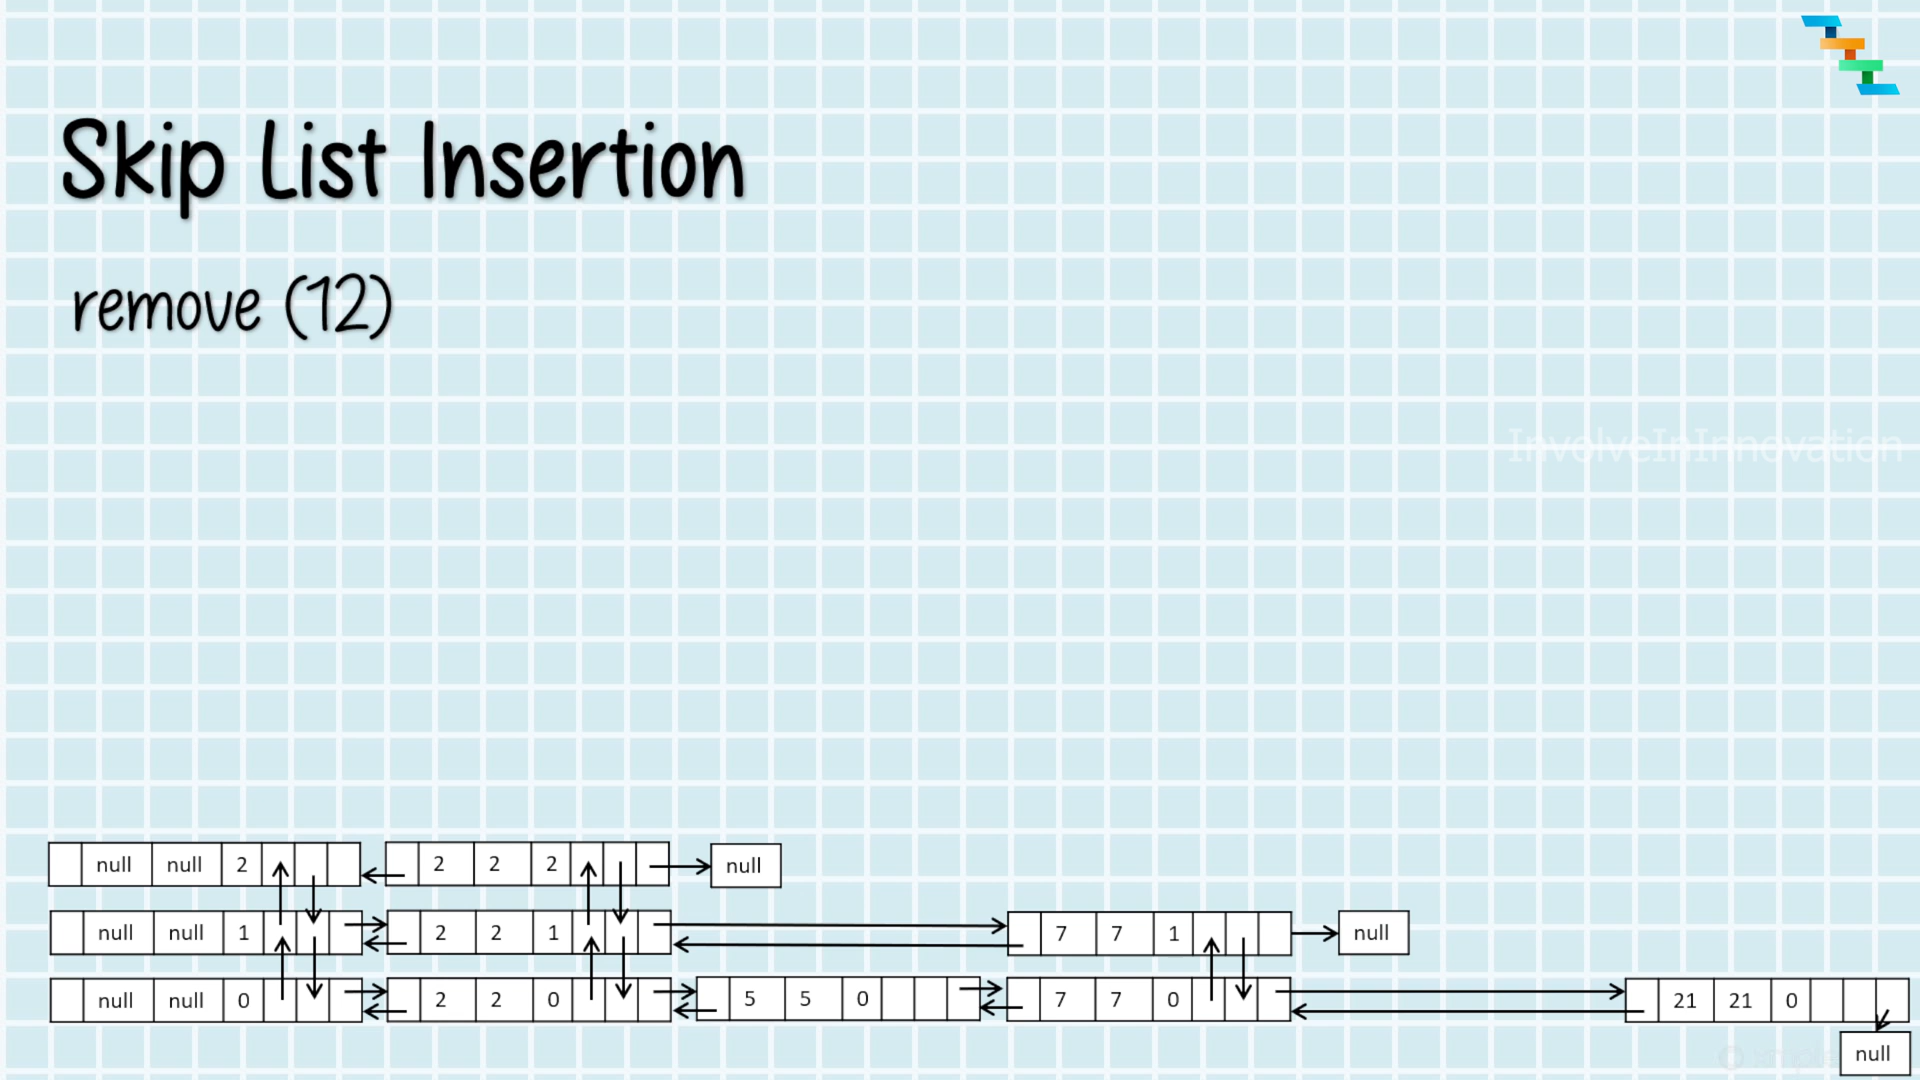 Skip List Insertion
remove (12)
InvolveInInnovation
null null 2 2 2 2 null
null null 1 2 2 1 7 7 1 null
null null 0 2 2 0 5 5 0 7 7 0 21 21 0
null